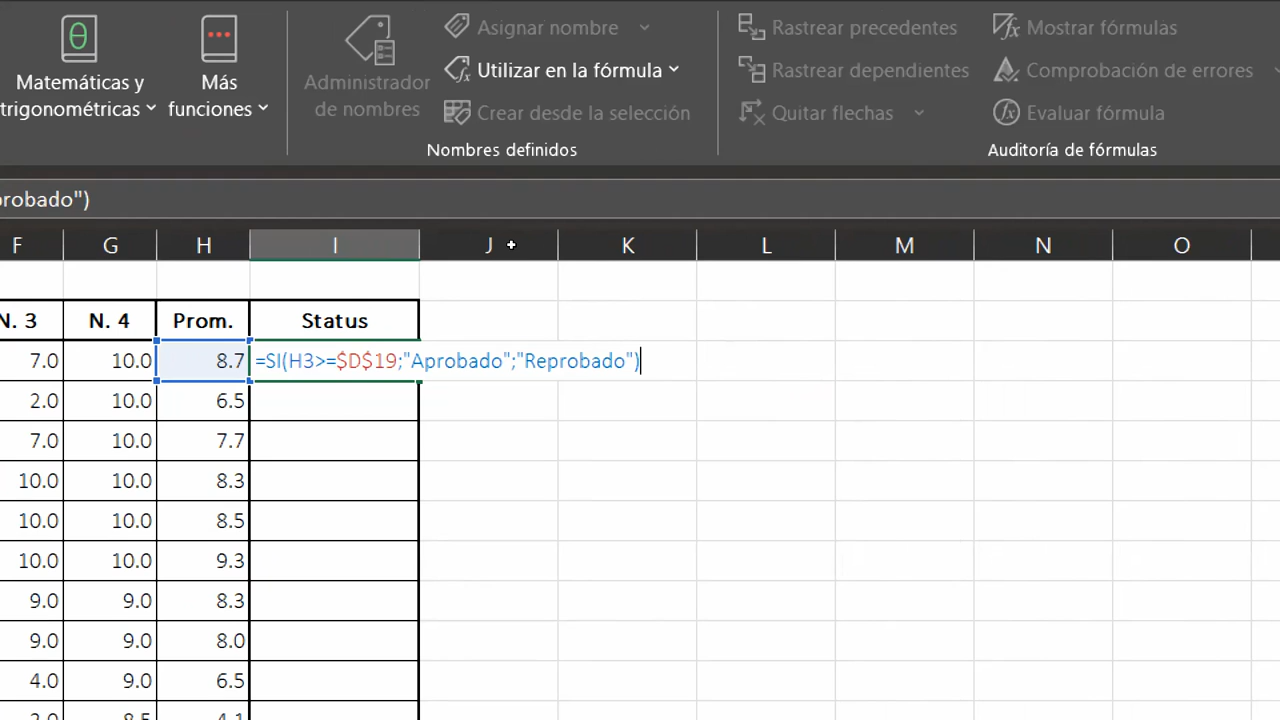 Matemáticas y
trigonométricas
Más
funciones
Administrador
de nombres
Asignar nombre
Utilizar en la fórmula
Crear desde la selección
Nombres definidos
Rastrear precedentes
Rastrear dependientes
Quitar flechas
Mostrar fórmulas
Comprobación de errores
Evaluar fórmula
Auditoría de fórmulas
probado")
F G H I J K L M N O
N. 3 N. 4 Prom. Status
7.0 10.0 8.7 =SI(H3>=$D$19;"Aprobado";"Reprobado")
2.0 10.0 6.5
7.0 10.0 7.7
10.0 10.0 8.3
10.0 10.0 8.5
10.0 10.0 9.3
9.0 9.0 8.3
9.0 9.0 8.0
4.0 9.0 6.5
8.5 4.1